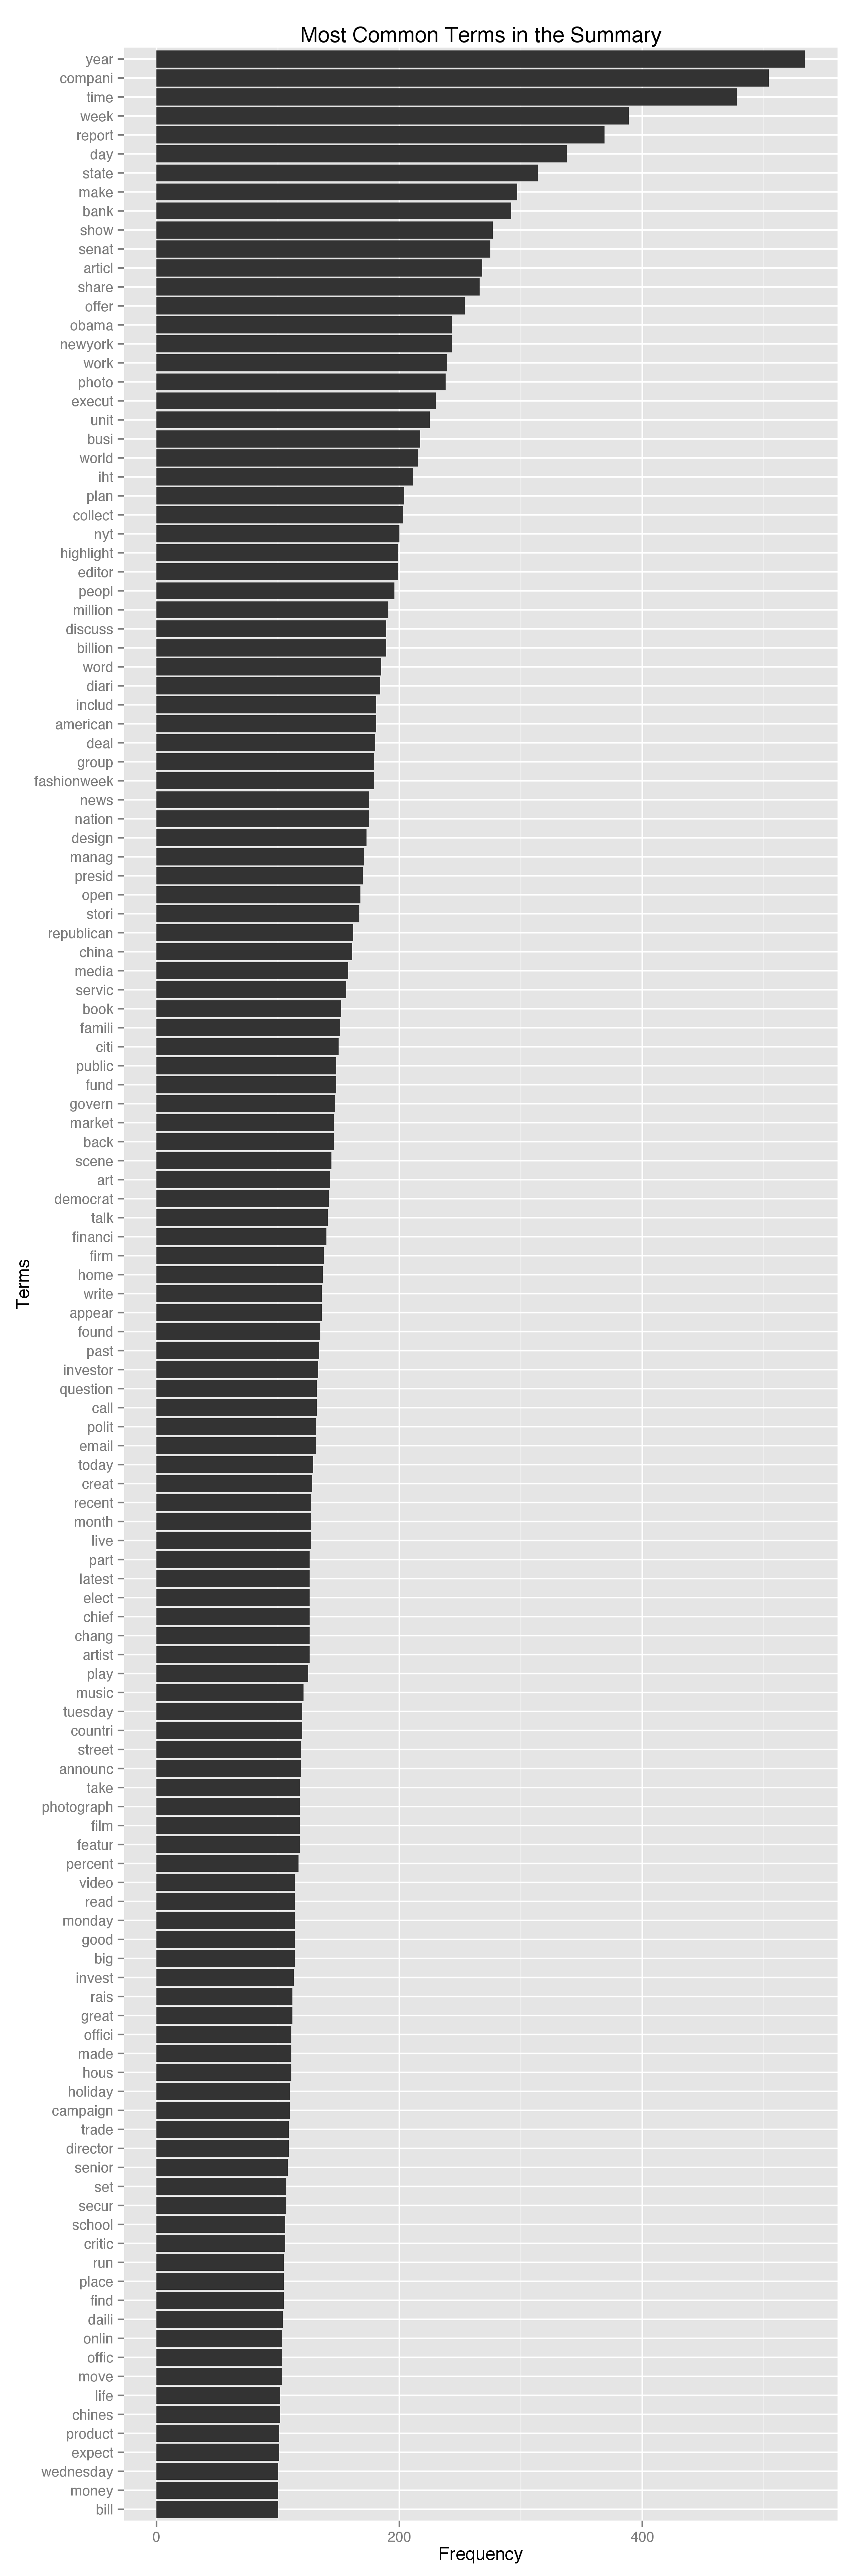 Most Common Terms in the Summary
year
compani
time
week
report
day
state
make
bank
show
senat
articl
share
offer
obama
newyork
work
photo
execut
unit
busi
world
iht
plan
collect
nyt
highlight
editor
peopl
million
discuss
billion
word
diari
includ
american
deal
group
fashionweek
news
nation
design
manag
presid
open
stori
republican
china
media
servic
book
famili
citi
public
fund
govern
market
back
scene
art
democrat
talk
financi
firm
home
write
appear
found
past
investor
question
call
polit
email
today
creat
recent
month
live
part
latest
elect
chief
chang
artist
play
music
tuesday
countri
street
announc
take
photograph
film
featur
percent
video
read
monday
good
big
invest
rais
great
offici
made
hous
holiday
campaign
trade
director
senior
set
secur
school
critic
run
place
find
daili
onlin
offic
move
life
chines
product
expect
wednesday
money
bill
Terms
0 200 400
Frequency